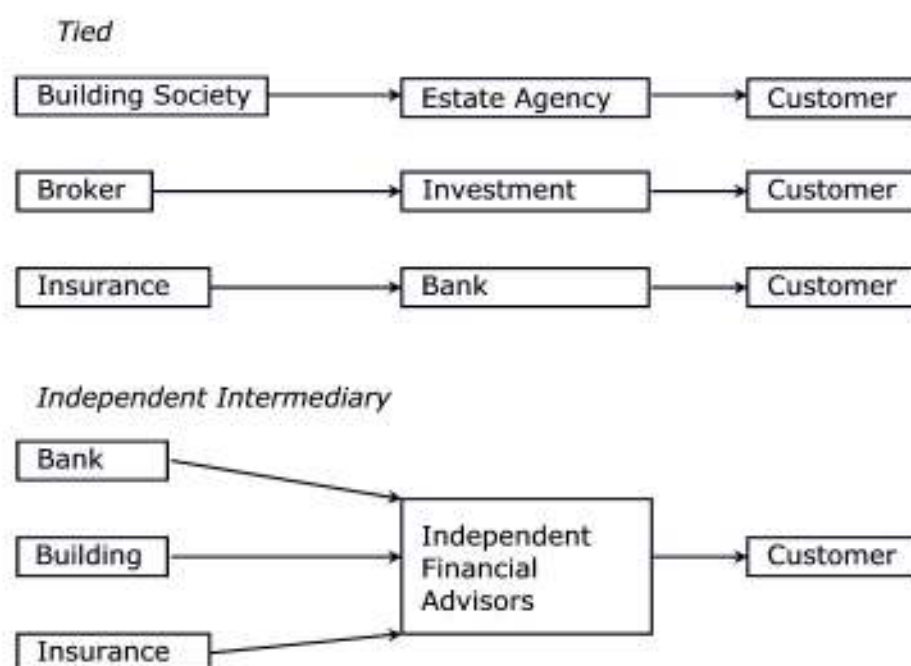 Tied
Building Society Estate Agency Customer
Broker Investment Customer
Insurance Bank Customer
Independent Intermediary
Bank
Building
Independent
Financial
Advisors
Customer
Insurance